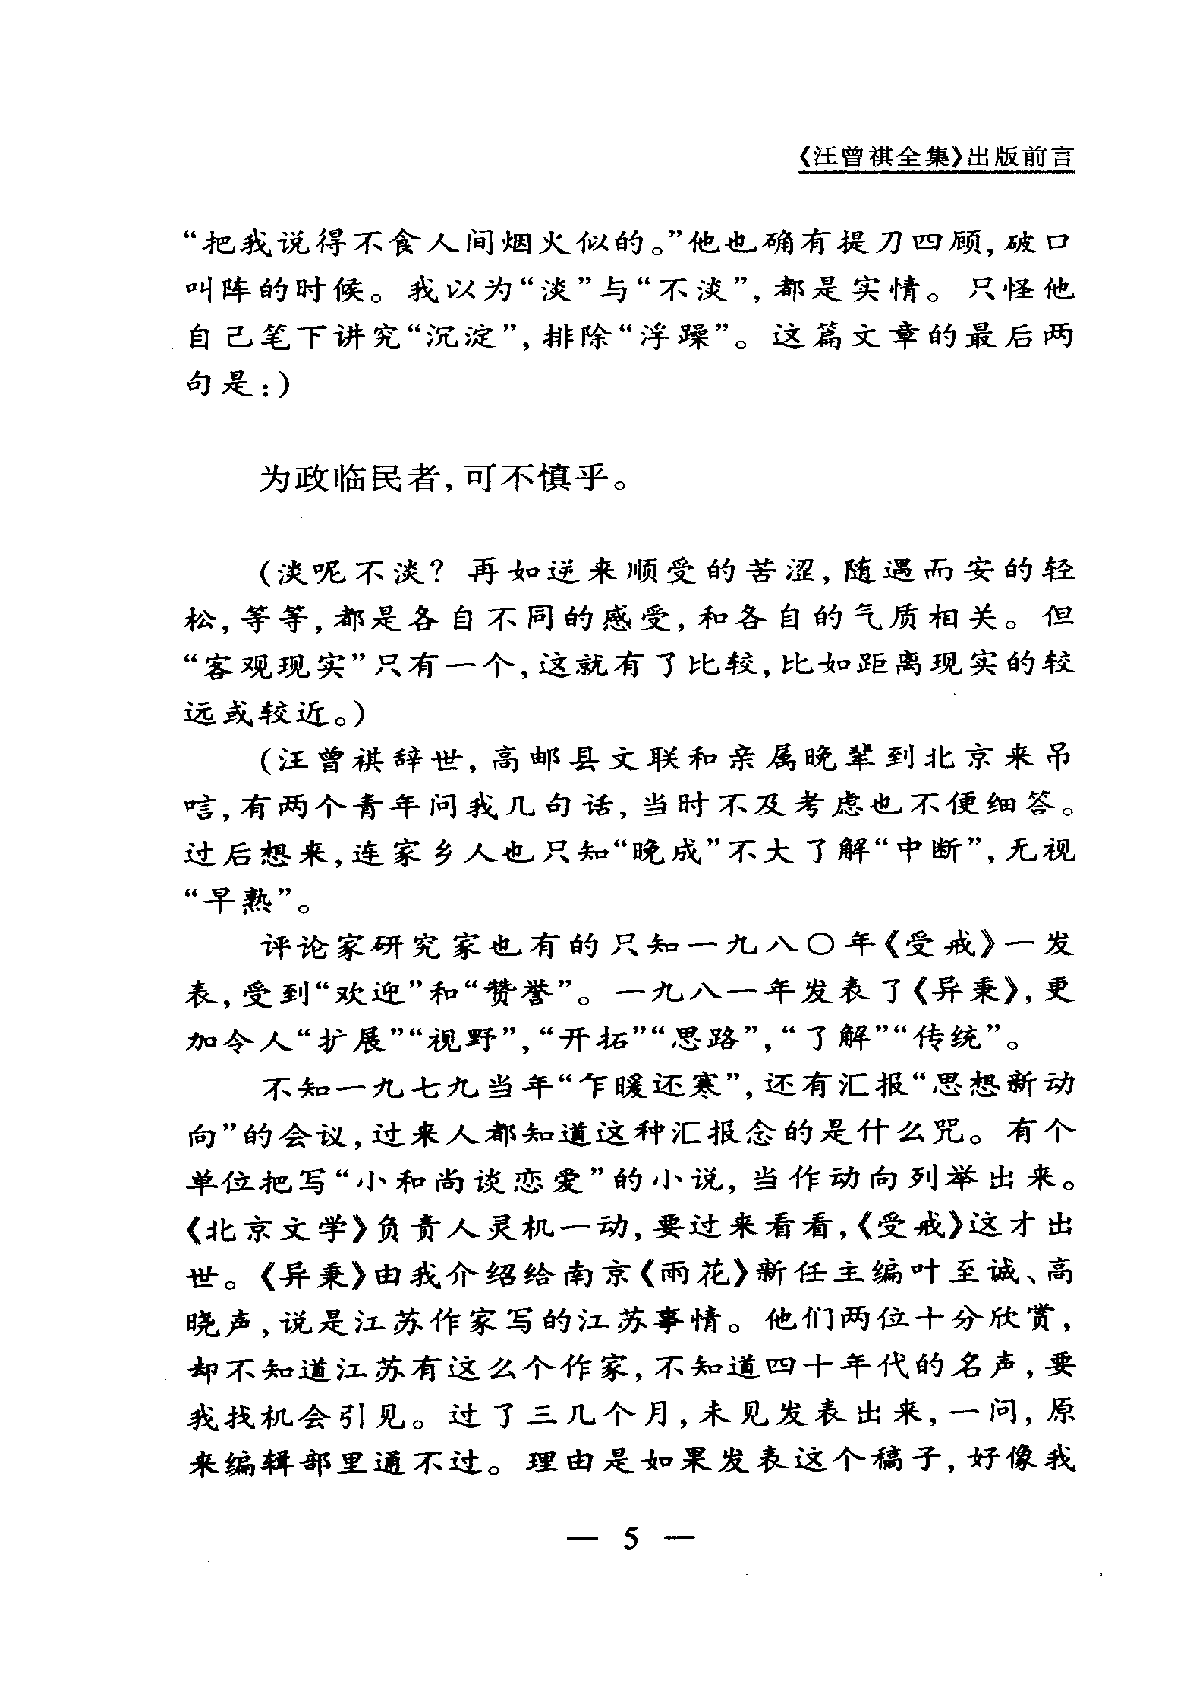 《汪曾祺全集》出版前言
“把我说得不食人间烟火似的。”他也确有提刀四顾,破口
叫阵的时候。我以为“淡”与“不淡”,都是实情。只怪他
自己笔下讲究“沉淀”,排除“浮躁”。这篇文章的最后两
句是:)
为政临民者,可不慎乎。
(淡呢不淡?再如逆来顺受的苦涩,随遇而安的轻
松,等等,都是各自不同的感受,和各自的气质相关。但
“客观现实”只有一个,这就有了比较,比如距离现实的较
远或较近。)
(汪曾祺辞世,高邮县文联和亲属晚辈到北京来吊
唁,有两个青年问我几句话,当时不及考虑也不便细答。
过后想来,连家乡人也只知“晚成”不大了解“中断”,无视
“早熟”。
评论家研究家也有的只知一九八〇年《受戒》一发
表,受到“欢迎”和“赞誉”。一九八一年发表了《异秉》,更
加令人“扩展”“视野”,“开拓”“思路”,“了解”“传统”。
不知一九七九当年“乍暖还寒”,还有汇报“思想新动
向”的会议,过来人都知道这种汇报念的是什么咒。有个
单位把写“小和尚谈恋爱”的小说,当作动向列举出来。
《北京文学》负责人灵机一动,要过来看看,《受戒》这才出
世。《异秉》由我介绍给南京《雨花》新任主编叶至诚、高
晓声,说是江苏作家写的江苏事情。他们两位十分欣赏,
却不知道江苏有这么个作家,不知道四十年代的名声,要
我找机会引见。过了三几个月,未见发表出来,一问,原
来编辑部里通不过。理由是如果发表这个稿子,好像我
— 5 —